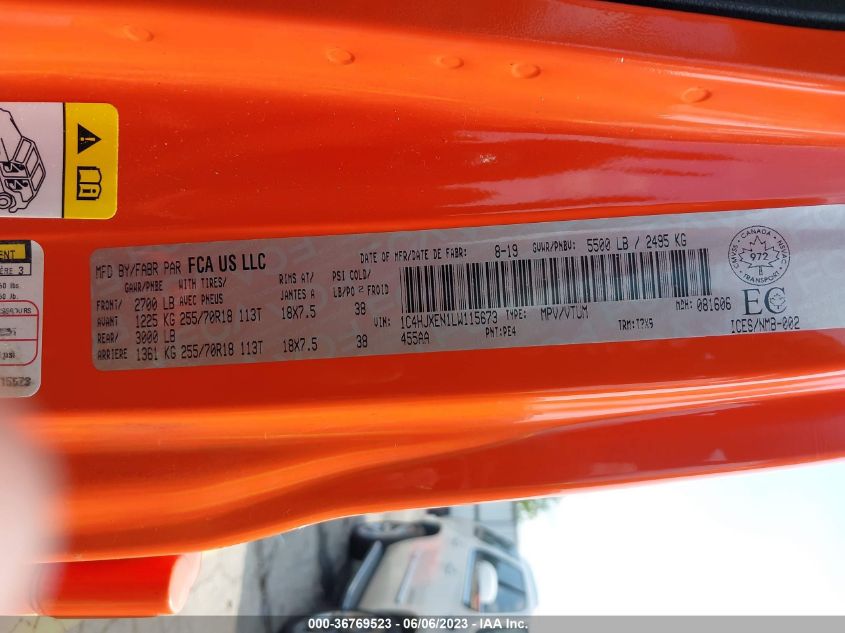 MFD BY/FABR PAR FCA US LLC
DATE OF MFR/DATE DE FABR: 8-19 GVWR/PNBV: 5500 LB / 2495 KG
GAWR/PNBE WITH TIRES/ RIMS AT/ PSI COLD/
FRONT/ 2700 LB AVEC PNEUS JANTES A LB/PO 2 FROID
AVANT 1225 KG 255/70R18 113T 18X7.5 38
REAR/ 3000 LB
ARRIERE 1361 KG 255/70R18 113T 18X7.5 38
VIN: 1C4HJXEN1LW115673 TYPE: MPV/VTUM MDH: 081606
455AA PNT: PE4 TRM:
CANADA
972
TRANSPORT
EC
ICES/NMB-002
000-36769523 - 06/06/2023 - IAA Inc.